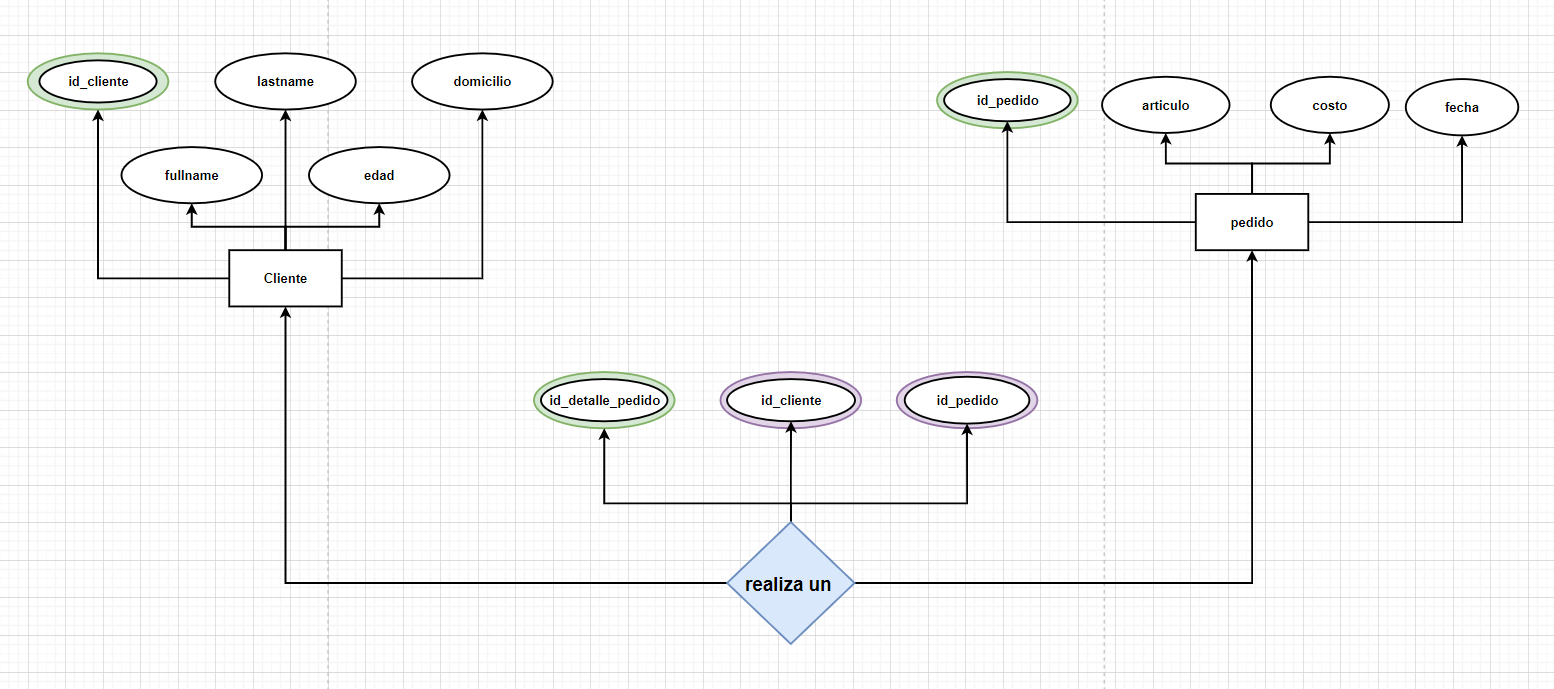 id_cliente
lastname
domicilio
fullname
edad
Cliente
id_pedido
articulo
costo
fecha
pedido
id_detalle_pedido
id_cliente
id_pedido
realiza un